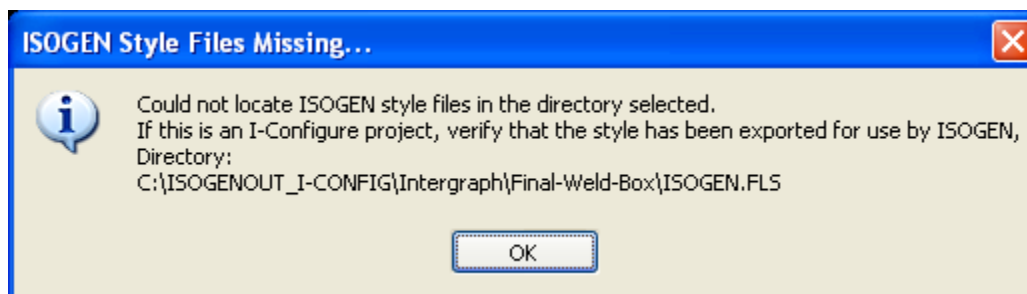 ISOGEN Style Files Missing...
Could not locate ISOGEN style files in the directory selected.
If this is an I-Configure project, verify that the style has been exported for use by ISOGEN,
Directory:
C:\ISOGENOUT_I-CONFIG\Intergraph\Final-Weld-Box\ISOGEN.FLS
OK